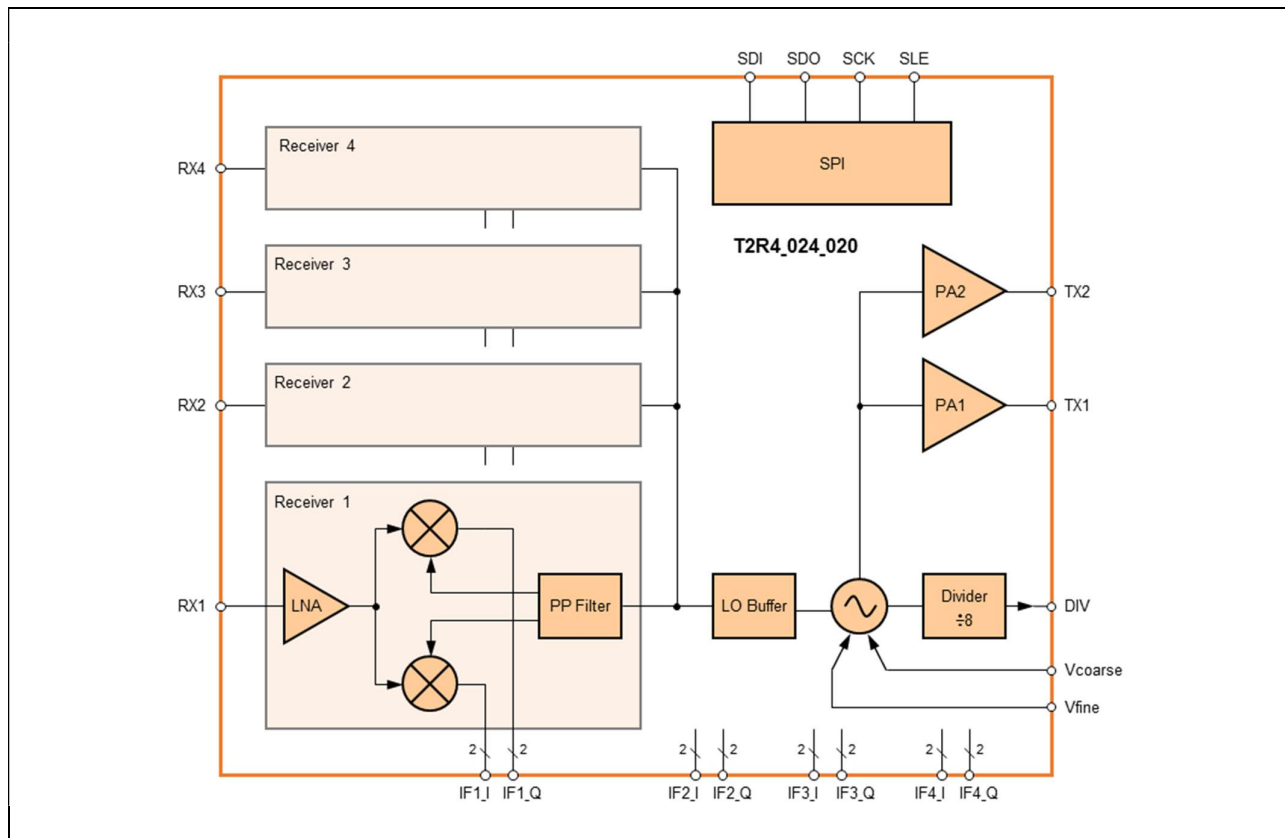 SDI SDO SCK SLE
Receiver 4
SPI
RX4
T2R4_024_020
Receiver 3
RX3
PA2
TX2
Receiver 2
RX2
PA1
TX1
Receiver 1
RX1
LNA
PP Filter
LO Buffer
Divider
÷8
DIV
Vcoarse
Vfine
2 2 2 2 2 2 2 2
IF1_I IF1_Q IF2_I IF2_Q IF3_I IF3_Q IF4_I IF4_Q